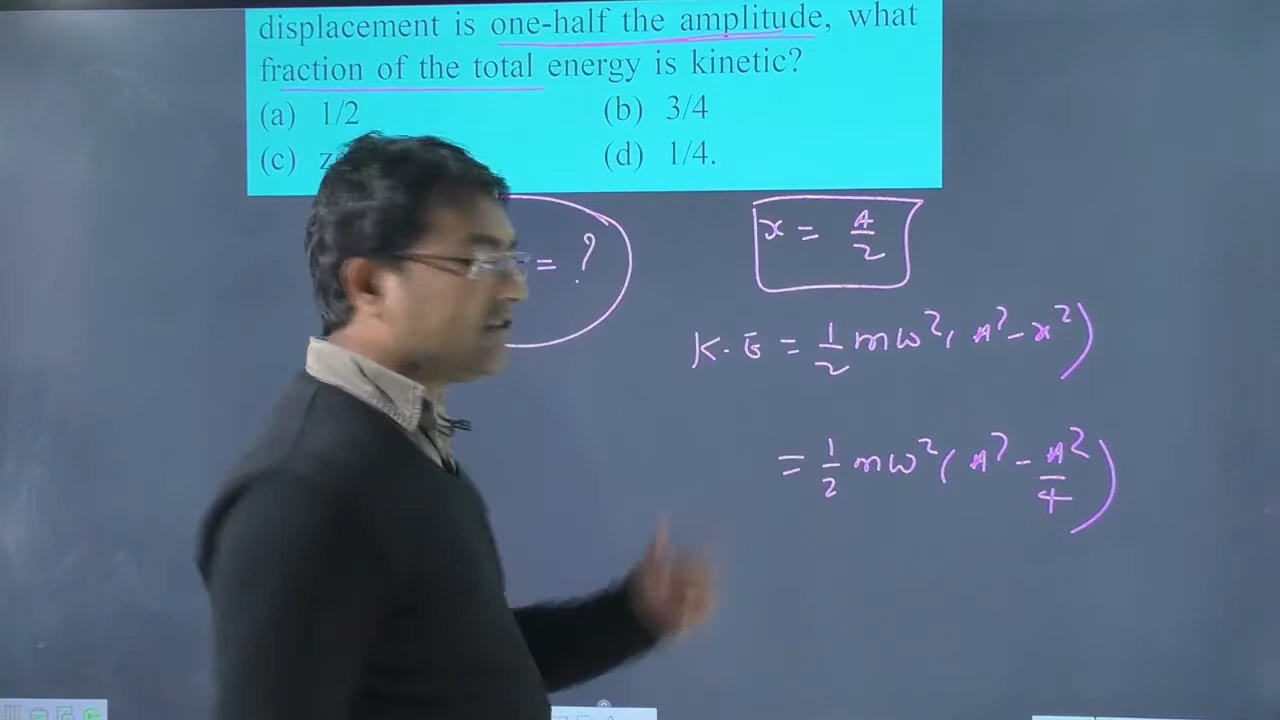 displacement is one-half the amplitude, what
fraction of the total energy is kinetic?
(a) 1/2 (b) 3/4
(c) (d) 1/4.
= ?
x = A/2
K.E = 1/2 mω²(A²-x²)
= 1/2 mω²(A²-A²/4)